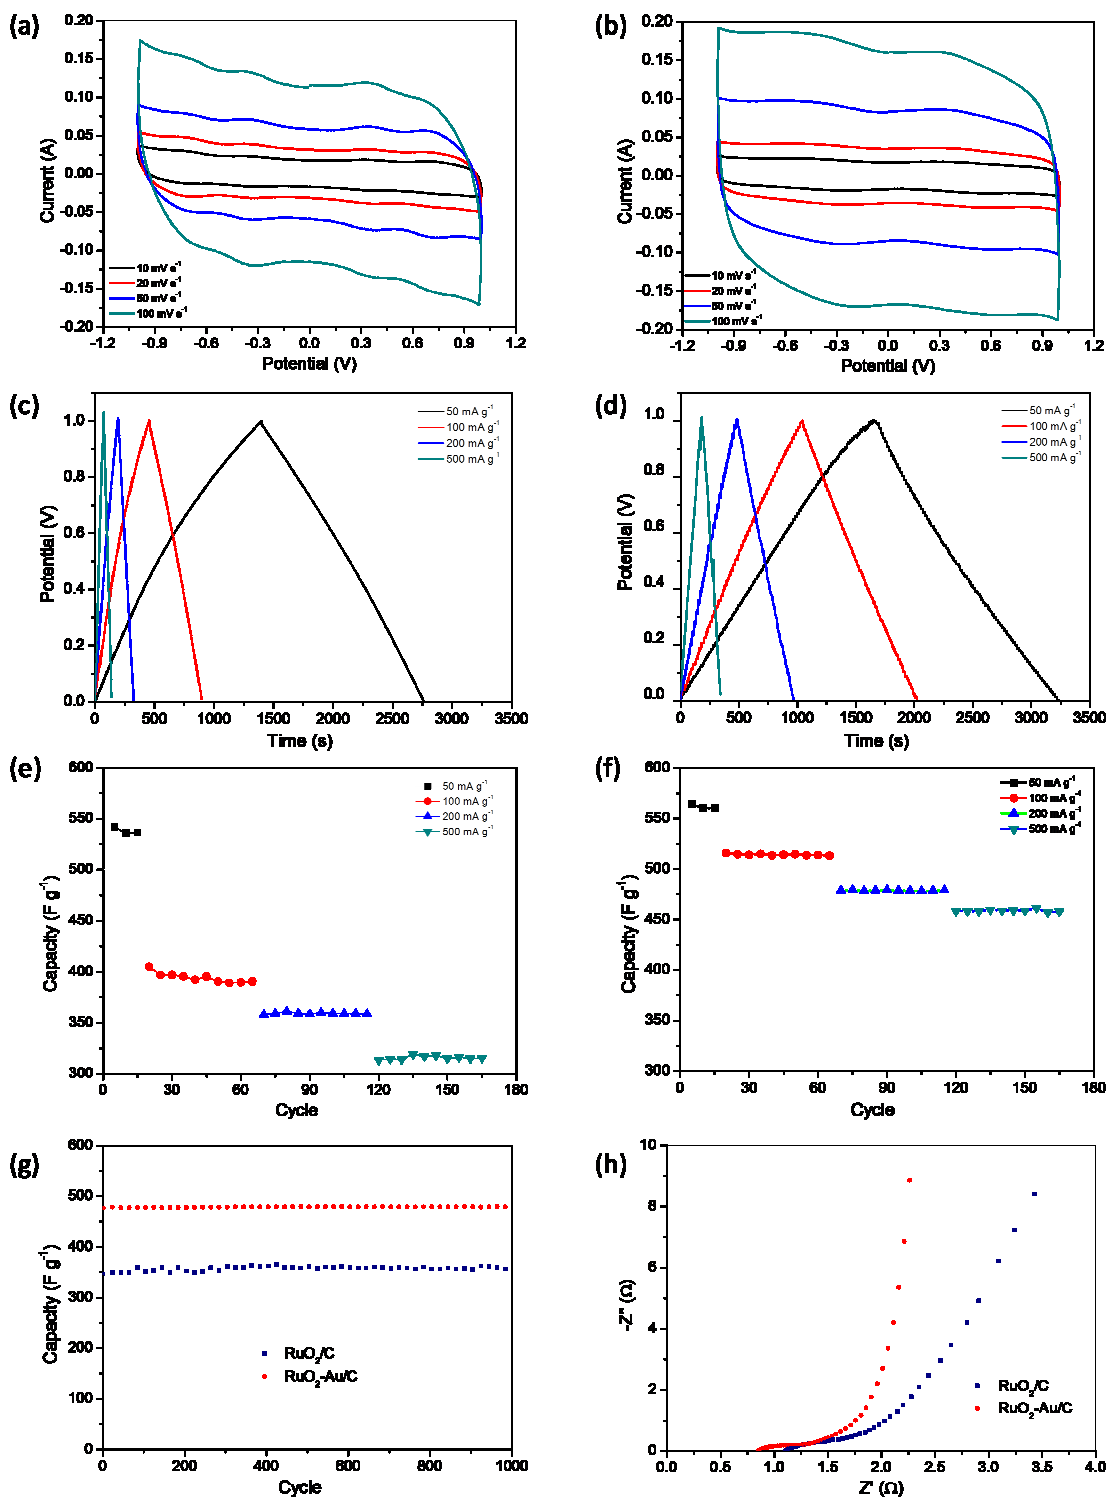 (a)
0.20
0.15
0.10
0.05
0.00
-0.05
-0.10
-0.15
-0.20
Current (A)
10 mV s⁻¹
20 mV s⁻¹
50 mV s⁻¹
100 mV s⁻¹
-1.2 -0.9 -0.6 -0.3 0.0 0.3 0.6 0.9 1.2
Potential (V)
(b)
0.20
0.15
0.10
0.05
0.00
-0.05
-0.10
-0.15
-0.20
Current (A)
10 mV s⁻¹
20 mV s⁻¹
50 mV s⁻¹
100 mV s⁻¹
-1.2 -0.9 -0.6 -0.3 0.0 0.3 0.6 0.9 1.2
Potential (V)
(c)
1.0
0.8
0.6
0.4
0.2
0.0
Potential (V)
50 mA g⁻¹
100 mA g⁻¹
200 mA g⁻¹
500 mA g⁻¹
0 500 1000 1500 2000 2500 3000 3500
Time (s)
(d)
1.0
0.8
0.6
0.4
0.2
0.0
Potential (V)
50 mA g⁻¹
100 mA g⁻¹
200 mA g⁻¹
500 mA g⁻¹
0 500 1000 1500 2000 2500 3000 3500
Time (s)
(e)
600
550
500
450
400
350
300
Capacity (F g⁻¹)
50 mA g⁻¹
100 mA g⁻¹
200 mA g⁻¹
500 mA g⁻¹
0 30 60 90 120 150 180
Cycle
(f)
600
550
500
450
400
350
300
Capecity (F g⁻¹)
50 mA g⁻¹
100 mA g⁻¹
200 mA g⁻¹
500 mA g⁻¹
0 30 60 90 120 150 180
Cycle
(g)
600
500
400
300
200
100
0
Capacity (F g⁻¹)
RuO₂/C
RuO₂-Au/C
0 200 400 600 800 1000
Cycle
(h)
10
8
6
4
2
0
-Z" (Ω)
RuO₂/C
RuO₂-Au/C
0.0 0.5 1.0 1.5 2.0 2.5 3.0 3.5 4.0
Z' (Ω)